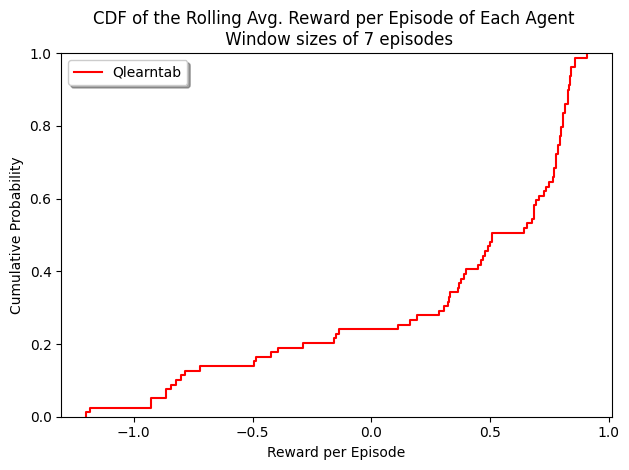 CDF of the Rolling Avg. Reward per Episode of Each Agent
Window sizes of 7 episodes
Qlearntab
Cumulative Probability
1.0
0.8
0.6
0.4
0.2
0.0
−1.0
−0.5
0.0
0.5
1.0
Reward per Episode